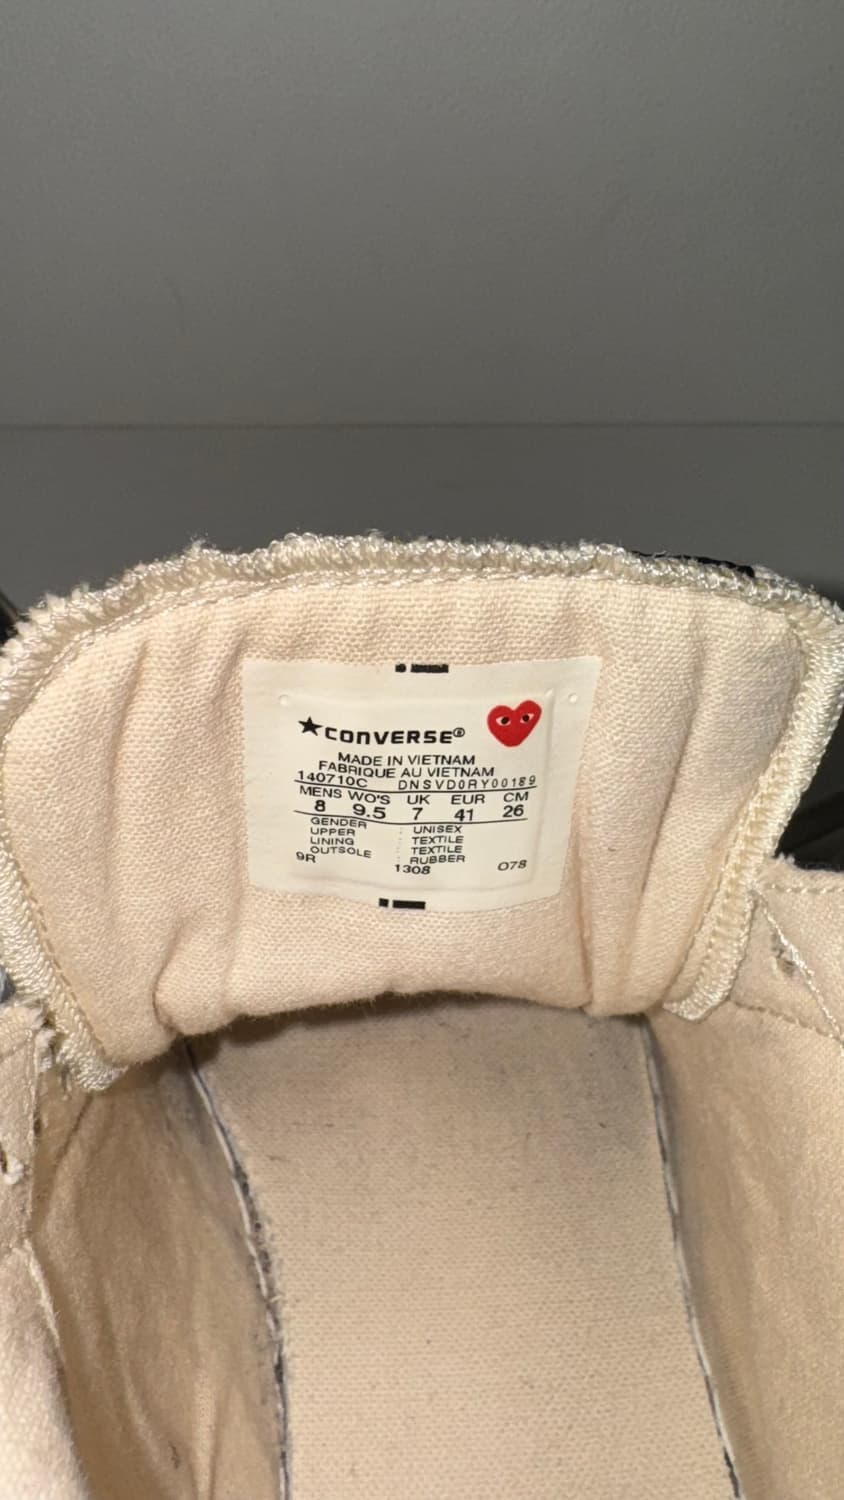 CONVERSE®
MADE IN VIETNAM
FABRIQUE AU VIETNAM
140710C DNSVD0RY00189
MENS WO'S UK EUR CM
8 9.5 7 41 26
GENDER : UNISEX
UPPER : TEXTILE
LINING : TEXTILE
OUTSOLE : RUBBER
9R 1308 078